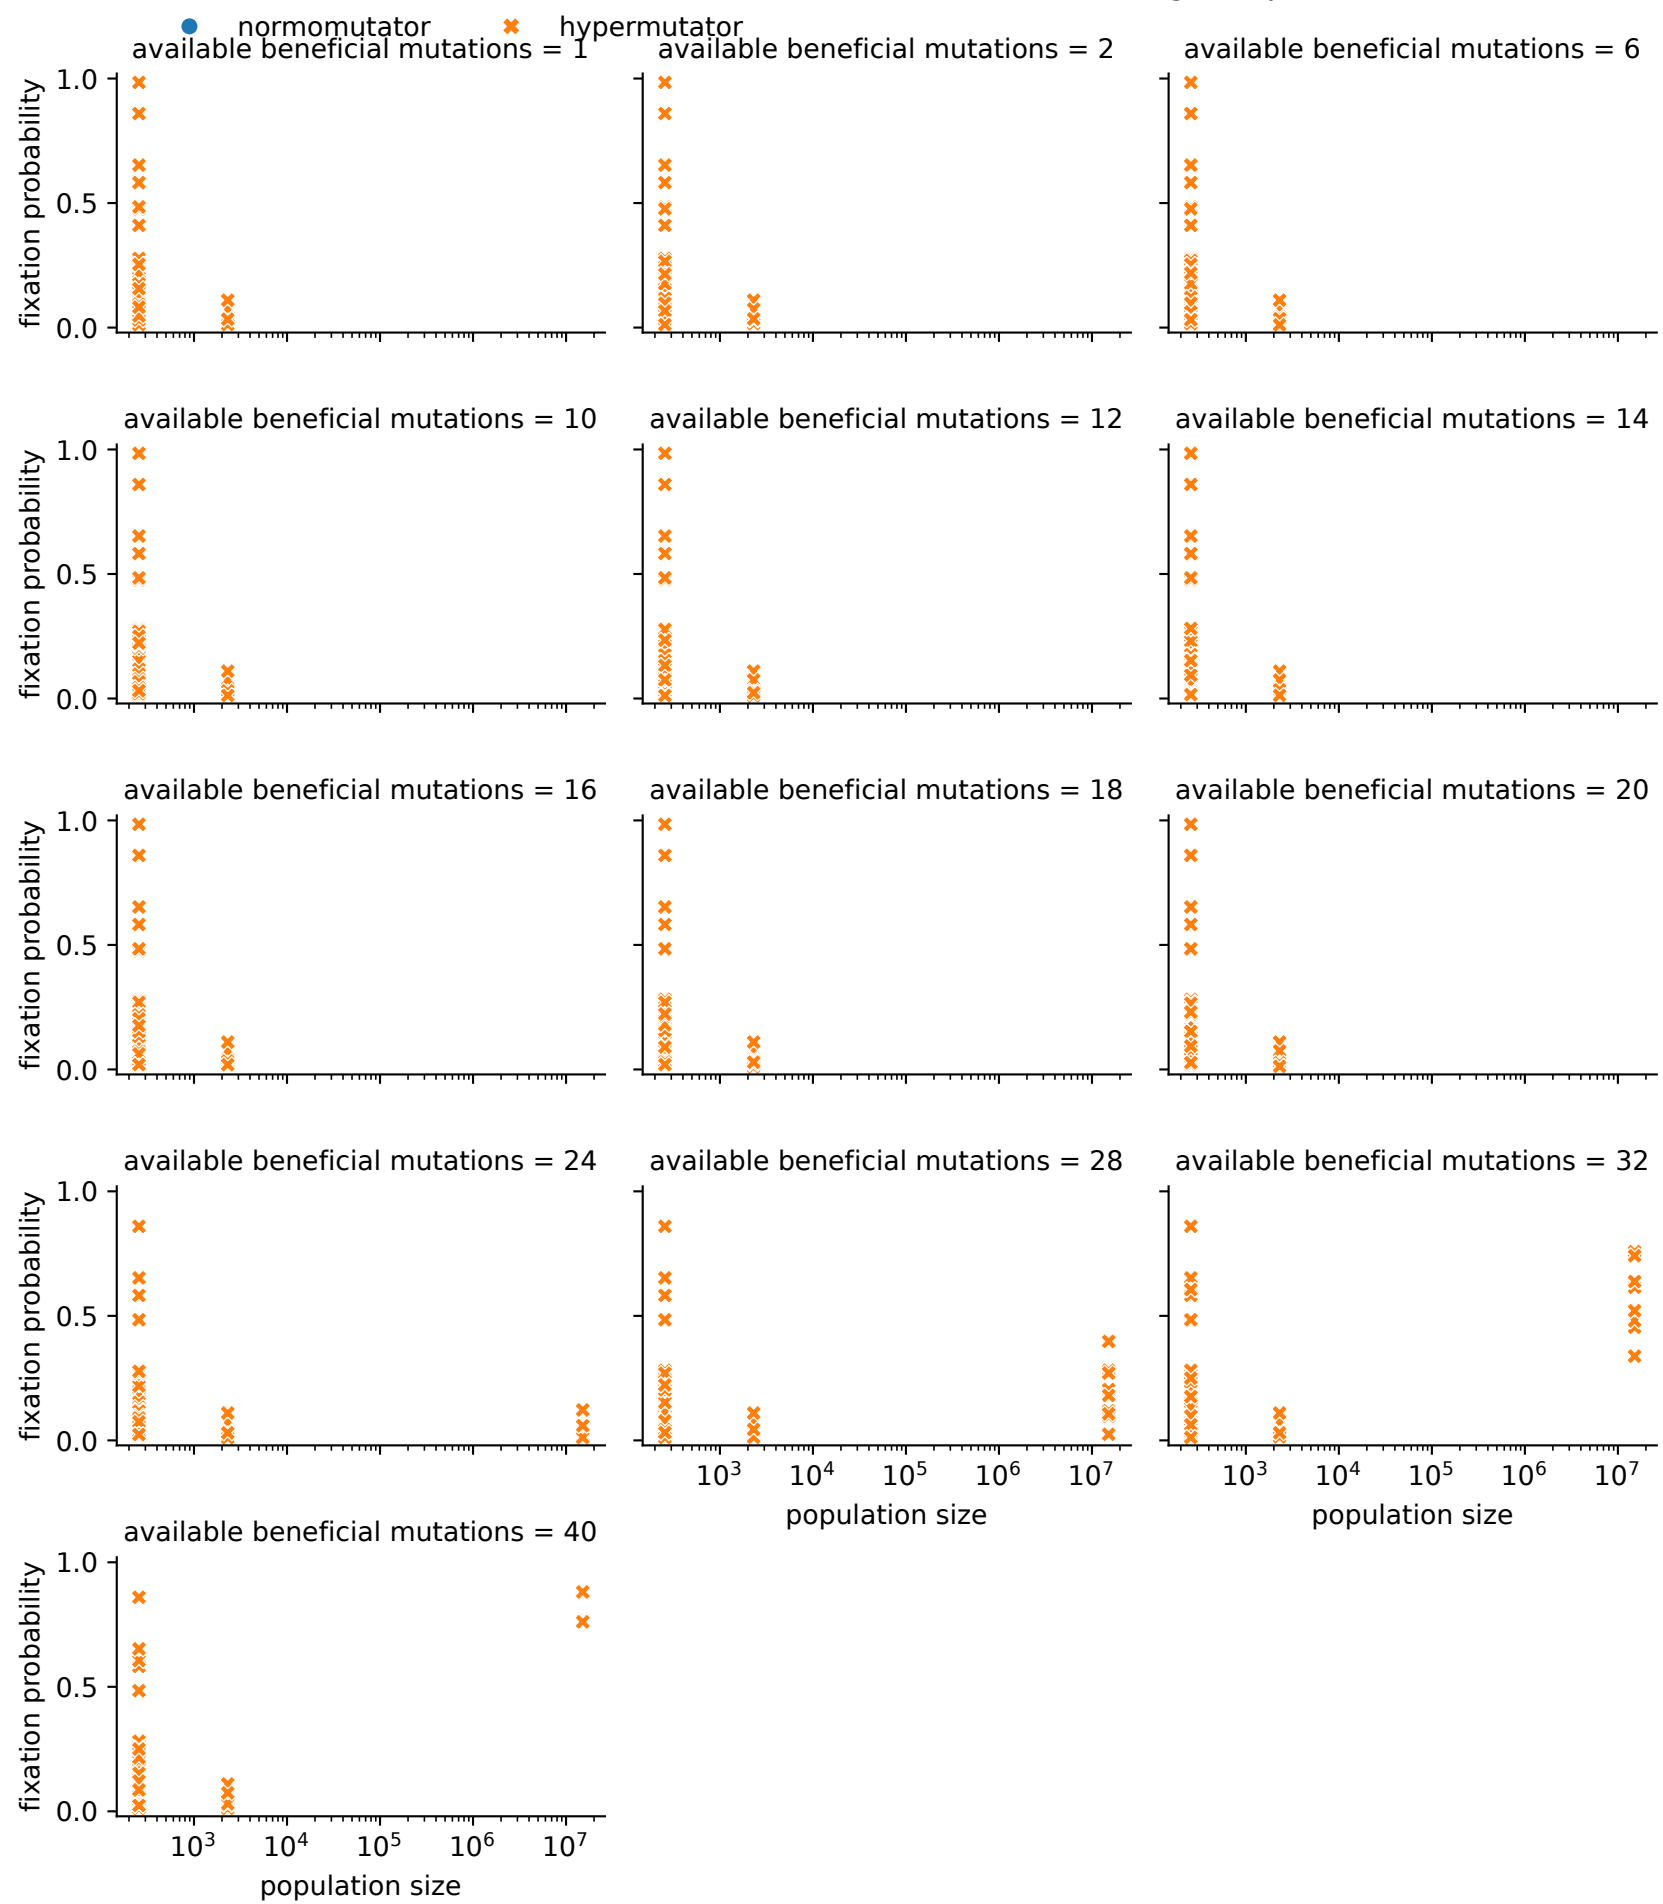 normomutator hypermutator
available beneficial mutations = 1 available beneficial mutations = 2 available beneficial mutations = 6
fixation probability
1.0
0.5
0.0
available beneficial mutations = 10 available beneficial mutations = 12 available beneficial mutations = 14
fixation probability
1.0
0.5
0.0
available beneficial mutations = 16 available beneficial mutations = 18 available beneficial mutations = 20
fixation probability
1.0
0.5
0.0
available beneficial mutations = 24 available beneficial mutations = 28 available beneficial mutations = 32
fixation probability
1.0
0.5
0.0
10³ 10⁴ 10⁵ 10⁶ 10⁷ 10³ 10⁴ 10⁵ 10⁶ 10⁷
population size population size
available beneficial mutations = 40
fixation probability
1.0
0.5
0.0
10³ 10⁴ 10⁵ 10⁶ 10⁷
population size